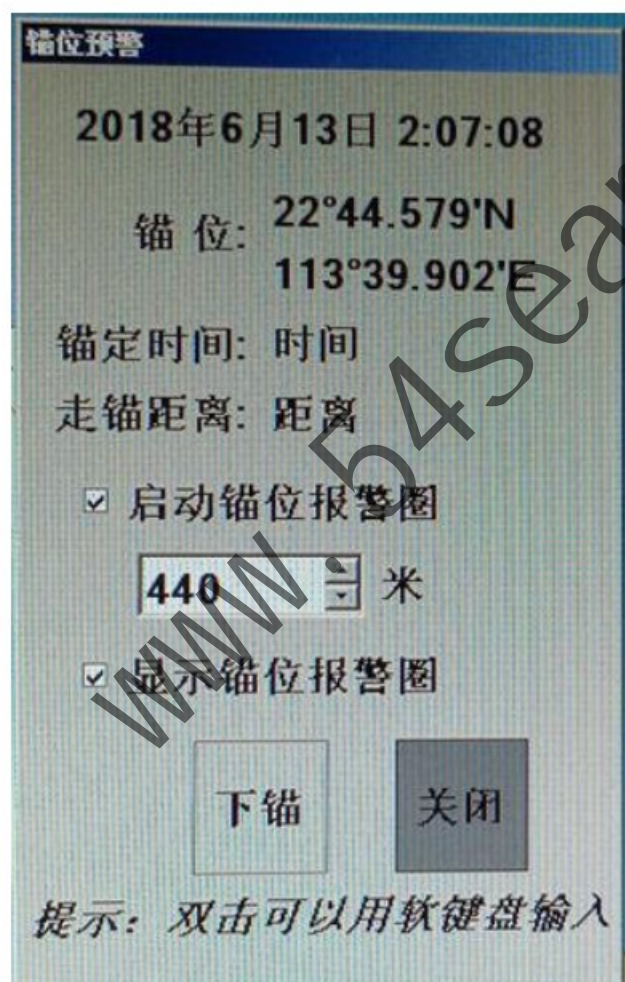 锚位预警
2018年6月13日 2:07:08
锚 位: 22°44.579'N
113°39.902'E
锚定时间: 时间
走锚距离: 距离
启动锚位报警圈
440 米
显示锚位报警圈
下锚 关闭
提示: 双击可以用软键盘输入